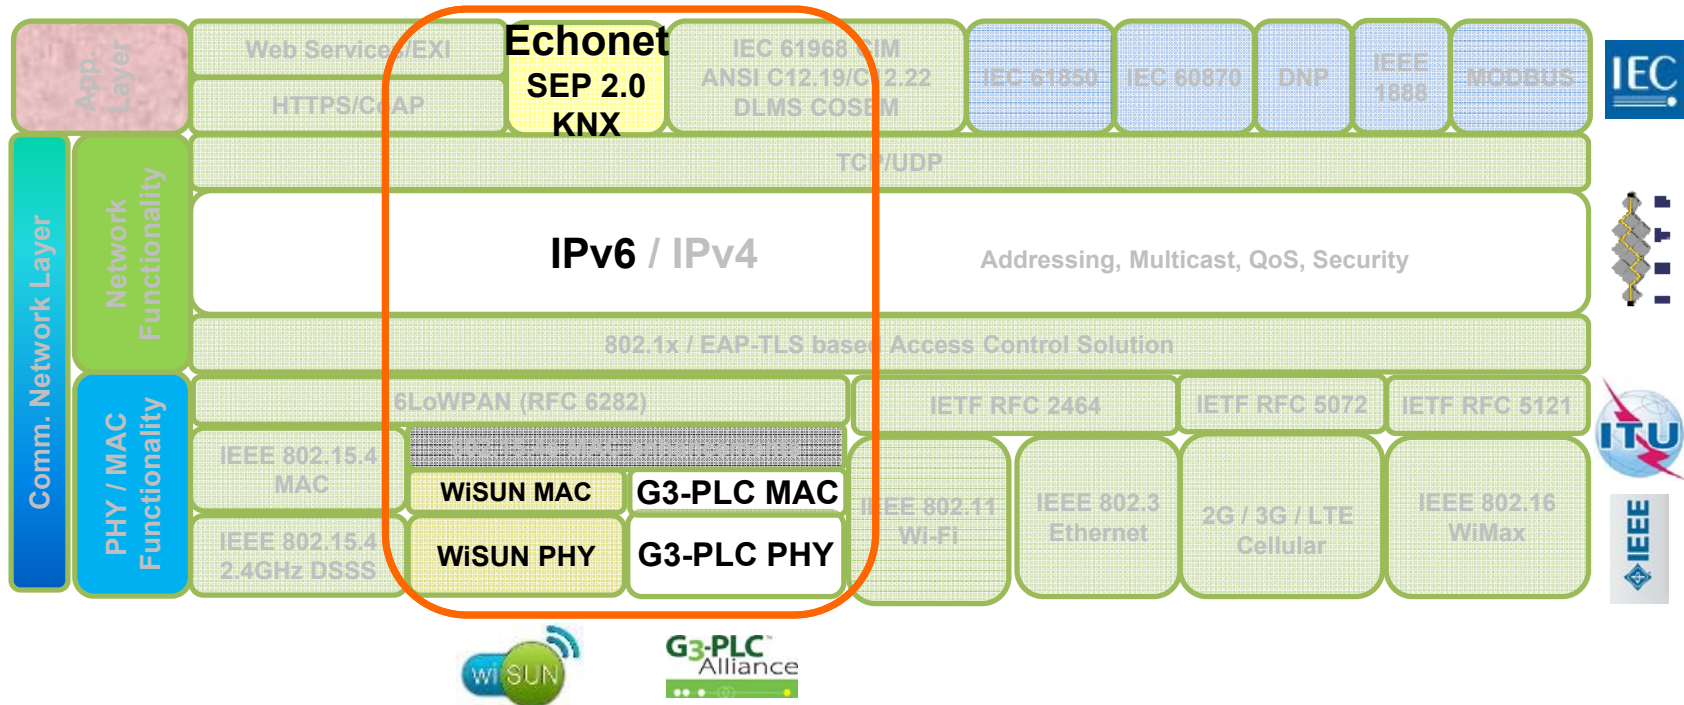 App.
Layer
Web Services/EXI
HTTPS/CoAP
Echonet
SEP 2.0
KNX
IEC 61968 CIM
ANSI C12.19/C12.22
DLMS COSEM
IEC 61850
IEC 60870
DNP
IEEE
1888
MODBUS
IEC
Comm. Network Layer
Network
Functionality
TCP/UDP
IPv6 / IPv4
Addressing, Multicast, QoS, Security
802.1x / EAP-TLS based Access Control Solution
PHY / MAC
Functionality
6LoWPAN (RFC 6282)
IETF RFC 2464
IETF RFC 5072
IETF RFC 5121
ITU
IEEE 802.15.4
MAC
WiSUN MAC
G3-PLC MAC
IEEE 802.15.4
2.4GHz DSSS
WiSUN PHY
G3-PLC PHY
IEEE 802.11
Wi-Fi
IEEE 802.3
Ethernet
2G / 3G / LTE
Cellular
IEEE 802.16
WiMax
IEEE
wi SUN
G3-PLC™
Alliance